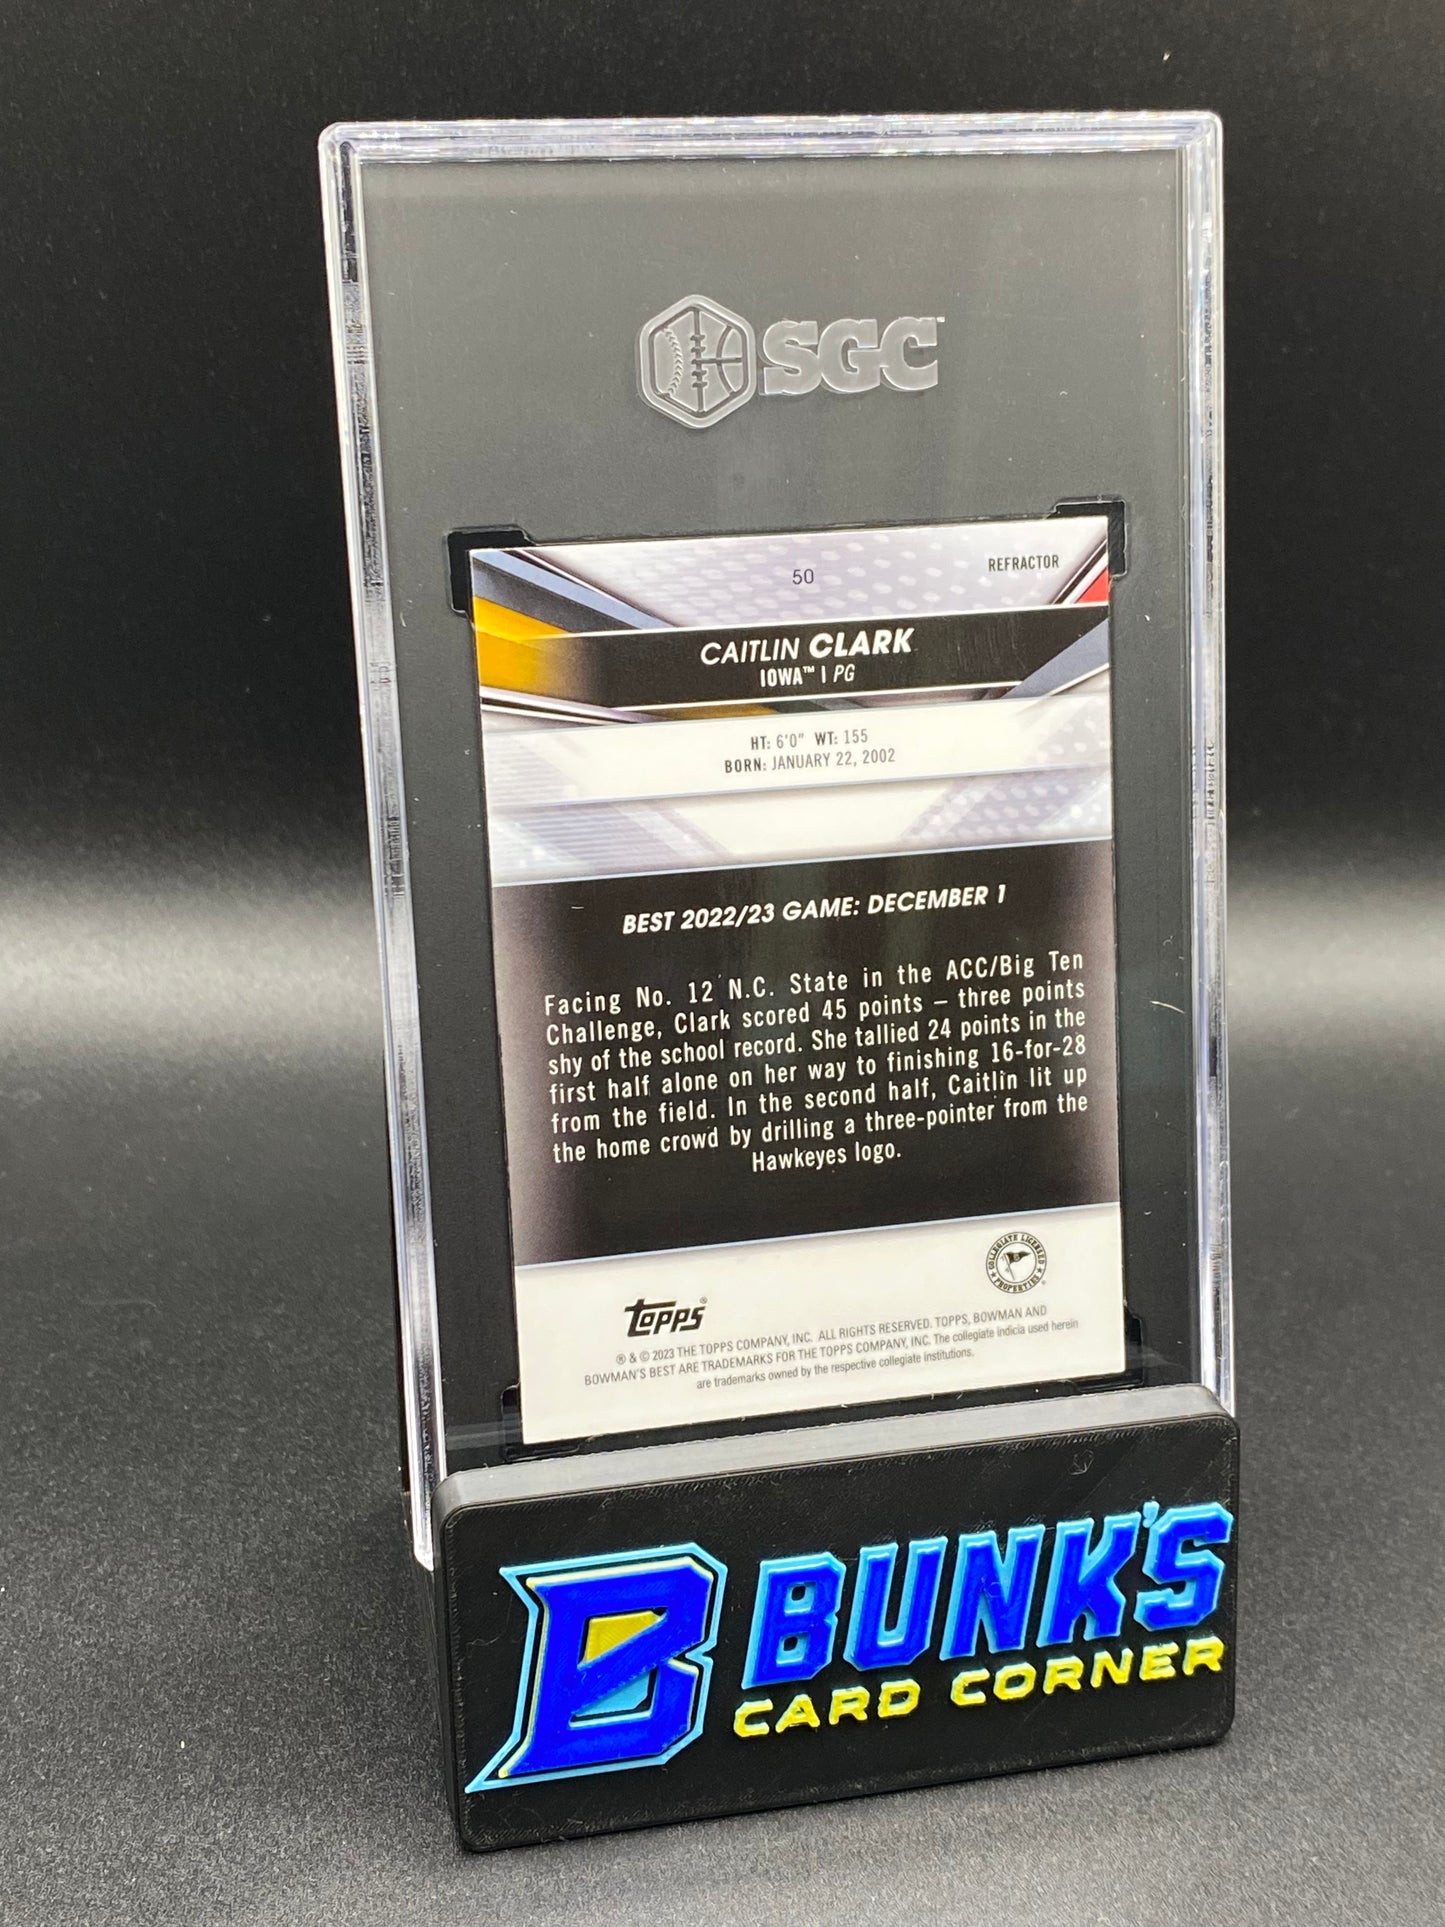 SGC
50
REFRACTOR
CAITLIN CLARK
IOWA™ | PG
HT: 6'0" WT: 155
BORN: JANUARY 22, 2002
BEST 2022/23 GAME: DECEMBER 1
Facing No. 12 N.C. State in the ACC/Big Ten
Challenge, Clark scored 45 points – three points
shy of the school record. She tallied 24 points in the
first half alone on her way to finishing 16-for-28
from the field. In the second half, Caitlin lit up
the home crowd by drilling a three-pointer from the
Hawkeyes logo.
COLLEGIATE LICENSED
PROPERTIES
TOPPS®
® & © 2023 THE TOPPS COMPANY, INC. ALL RIGHTS RESERVED. TOPPS, BOWMAN AND
BOWMAN'S BEST ARE TRADEMARKS FOR THE TOPPS COMPANY, INC. The collegiate indicia used herein
are trademarks owned by the respective collegiate institutions.
B BUNK'S
CARD CORNER